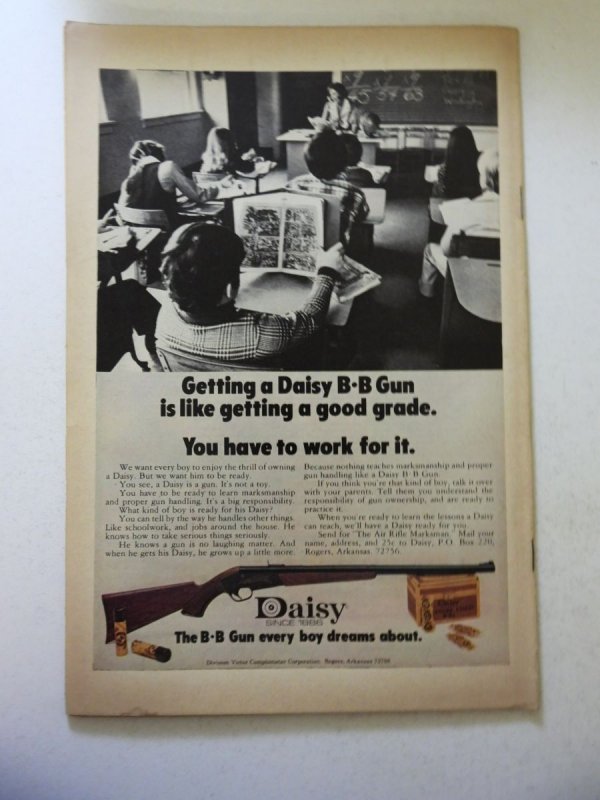 Getting a Daisy B·B Gun
is like getting a good grade.
You have to work for it.
We want every boy to enjoy the thrill of owning
a Daisy. But we want him to be ready.
You see, a Daisy is a gun. It's not a toy.
You have to be ready to learn marksmanship
and proper gun handling. It's a big responsibility.
What kind of boy is ready for his Daisy?
You can tell by the way he handles other things.
Like schoolwork, and jobs around the house. He
knows how to take serious things seriously.
He knows a gun is no laughing matter. And
when he gets his Daisy, he grows up a little more.
Because nothing teaches marksmanship and proper
gun handling like a Daisy B·B Gun.
If you think you're that kind of boy, talk it over
with your parents. Tell them you understand the
responsibility of gun ownership, and are ready to
practice it.
When you're ready to learn the lessons a Daisy
can teach, we'll have a Daisy ready for you.
Send for "The Air Rifle Marksman." Mail your
name, address, and 25c to Daisy, P.O. Box 220,
Rogers, Arkansas 72756.
Daisy
SINCE 1886
The B·B Gun every boy dreams about.
Division Victor Comptometer Corporation. Rogers, Arkansas 72756